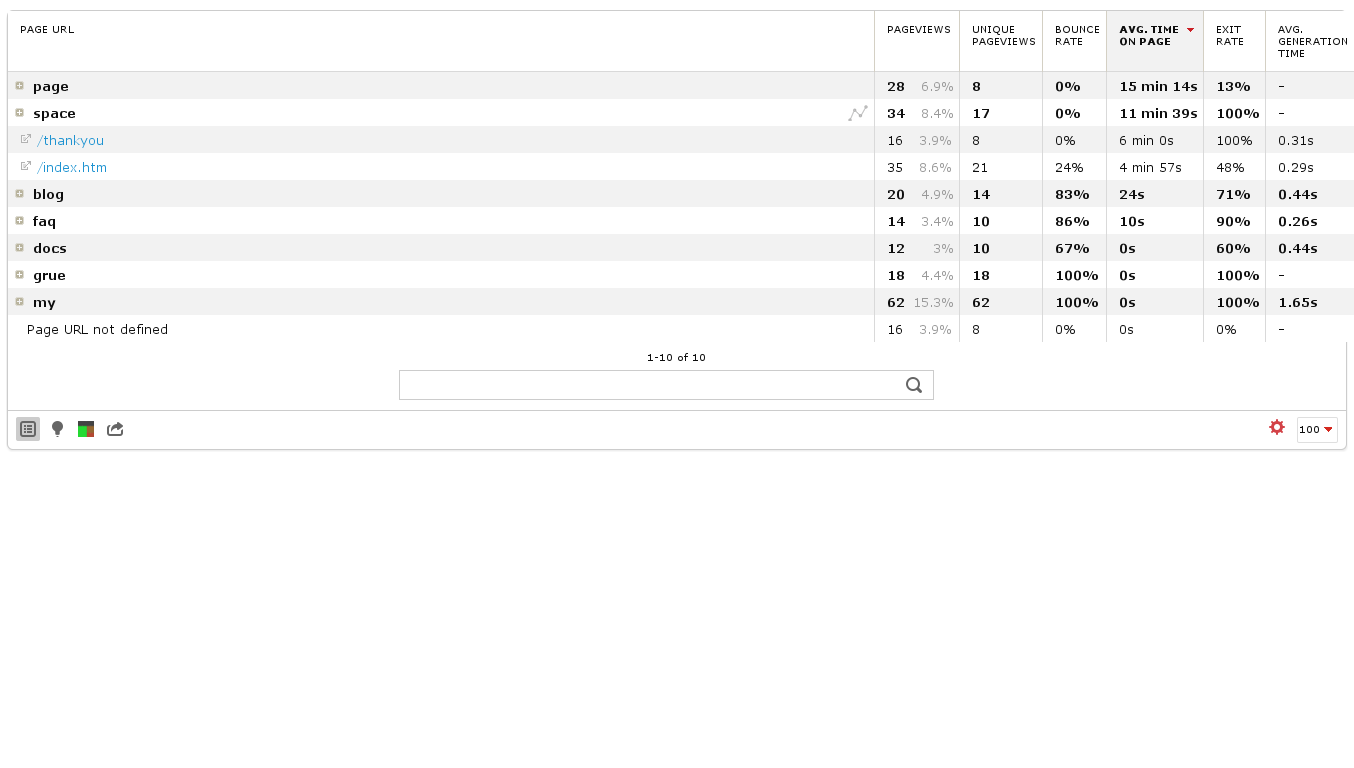 PAGE URL PAGEVIEWS UNIQUE PAGEVIEWS BOUNCE RATE AVG. TIME ON PAGE EXIT RATE AVG. GENERATION TIME
page 28 6.9% 8 0% 15 min 14s 13% -
space 34 8.4% 17 0% 11 min 39s 100% -
/thankyou 16 3.9% 8 0% 6 min 0s 100% 0.31s
/index.htm 35 8.6% 21 24% 4 min 57s 48% 0.29s
blog 20 4.9% 14 83% 24s 71% 0.44s
faq 14 3.4% 10 86% 10s 90% 0.26s
docs 12 3% 10 67% 0s 60% 0.44s
grue 18 4.4% 18 100% 0s 100% -
my 62 15.3% 62 100% 0s 100% 1.65s
Page URL not defined 16 3.9% 8 0% 0s 0% -
1-10 of 10
100